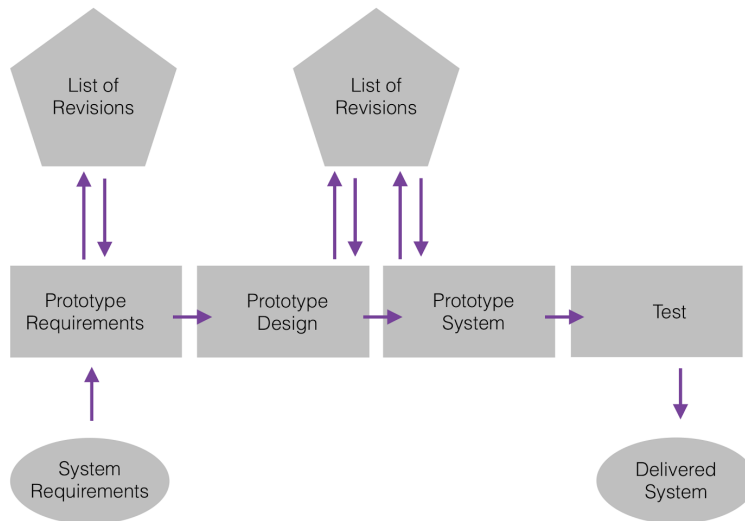 List of
Revisions
List of
Revisions
Prototype
Requirements
Prototype
Design
Prototype
System
Test
System
Requirements
Delivered
System